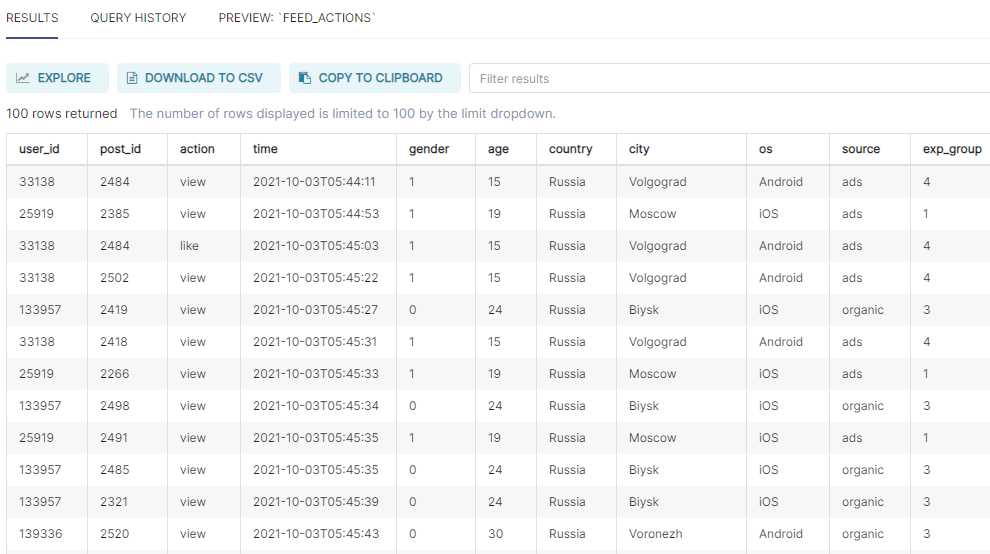 RESULTS QUERY HISTORY PREVIEW: `FEED_ACTIONS`
EXPLORE DOWNLOAD TO CSV COPY TO CLIPBOARD Filter results
100 rows returned The number of rows displayed is limited to 100 by the limit dropdown.
user_id post_id action time gender age country city os source exp_group
33138 2484 view 2021-10-03T05:44:11 1 15 Russia Volgograd Android ads 4
25919 2385 view 2021-10-03T05:44:53 1 19 Russia Moscow iOS ads 1
33138 2484 like 2021-10-03T05:45:03 1 15 Russia Volgograd Android ads 4
33138 2502 view 2021-10-03T05:45:22 1 15 Russia Volgograd Android ads 4
133957 2419 view 2021-10-03T05:45:27 0 24 Russia Biysk iOS organic 3
33138 2418 view 2021-10-03T05:45:31 1 15 Russia Volgograd Android ads 4
25919 2266 view 2021-10-03T05:45:33 1 19 Russia Moscow iOS ads 1
133957 2498 view 2021-10-03T05:45:34 0 24 Russia Biysk iOS organic 3
25919 2491 view 2021-10-03T05:45:35 1 19 Russia Moscow iOS ads 1
133957 2485 view 2021-10-03T05:45:35 0 24 Russia Biysk iOS organic 3
133957 2321 view 2021-10-03T05:45:39 0 24 Russia Biysk iOS organic 3
139336 2520 view 2021-10-03T05:45:43 0 30 Russia Voronezh Android organic 3